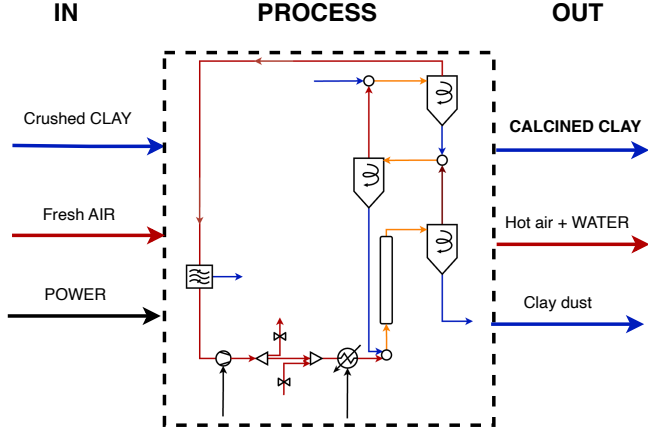 IN
PROCESS
OUT
Crushed CLAY
CALCINED CLAY
Fresh AIR
Hot air + WATER
POWER
Clay dust